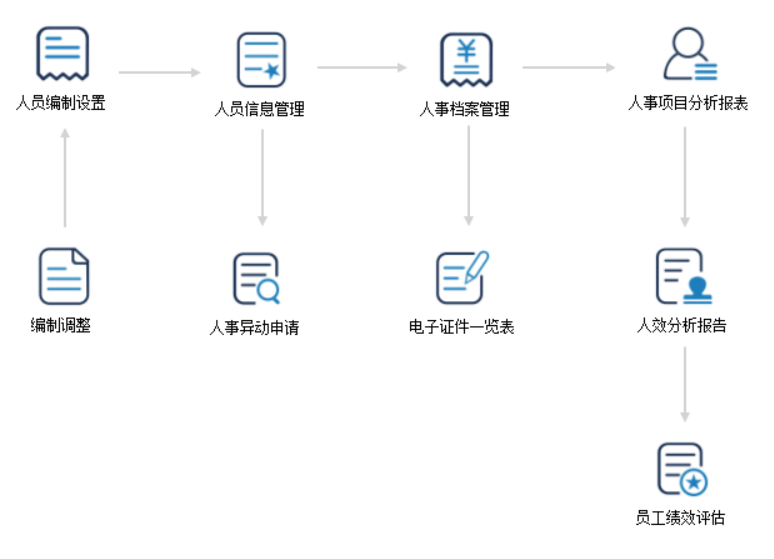 人员编制设置
人员信息管理
人事档案管理
人事项目分析报表
编制调整
人事异动申请
电子证件一览表
人效分析报告
员工绩效评估